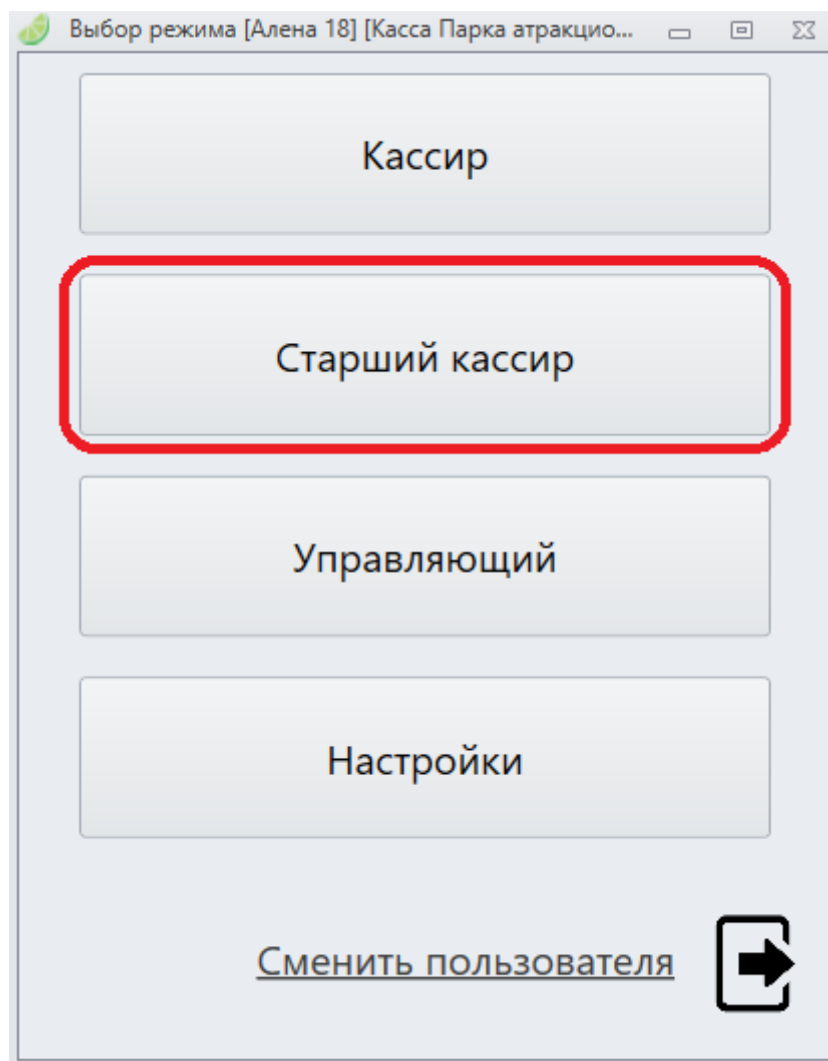 Выбор режима [Алена 18] [Касса Парка атракцио...
Кассир
Старший кассир
Управляющий
Настройки
Сменить пользователя